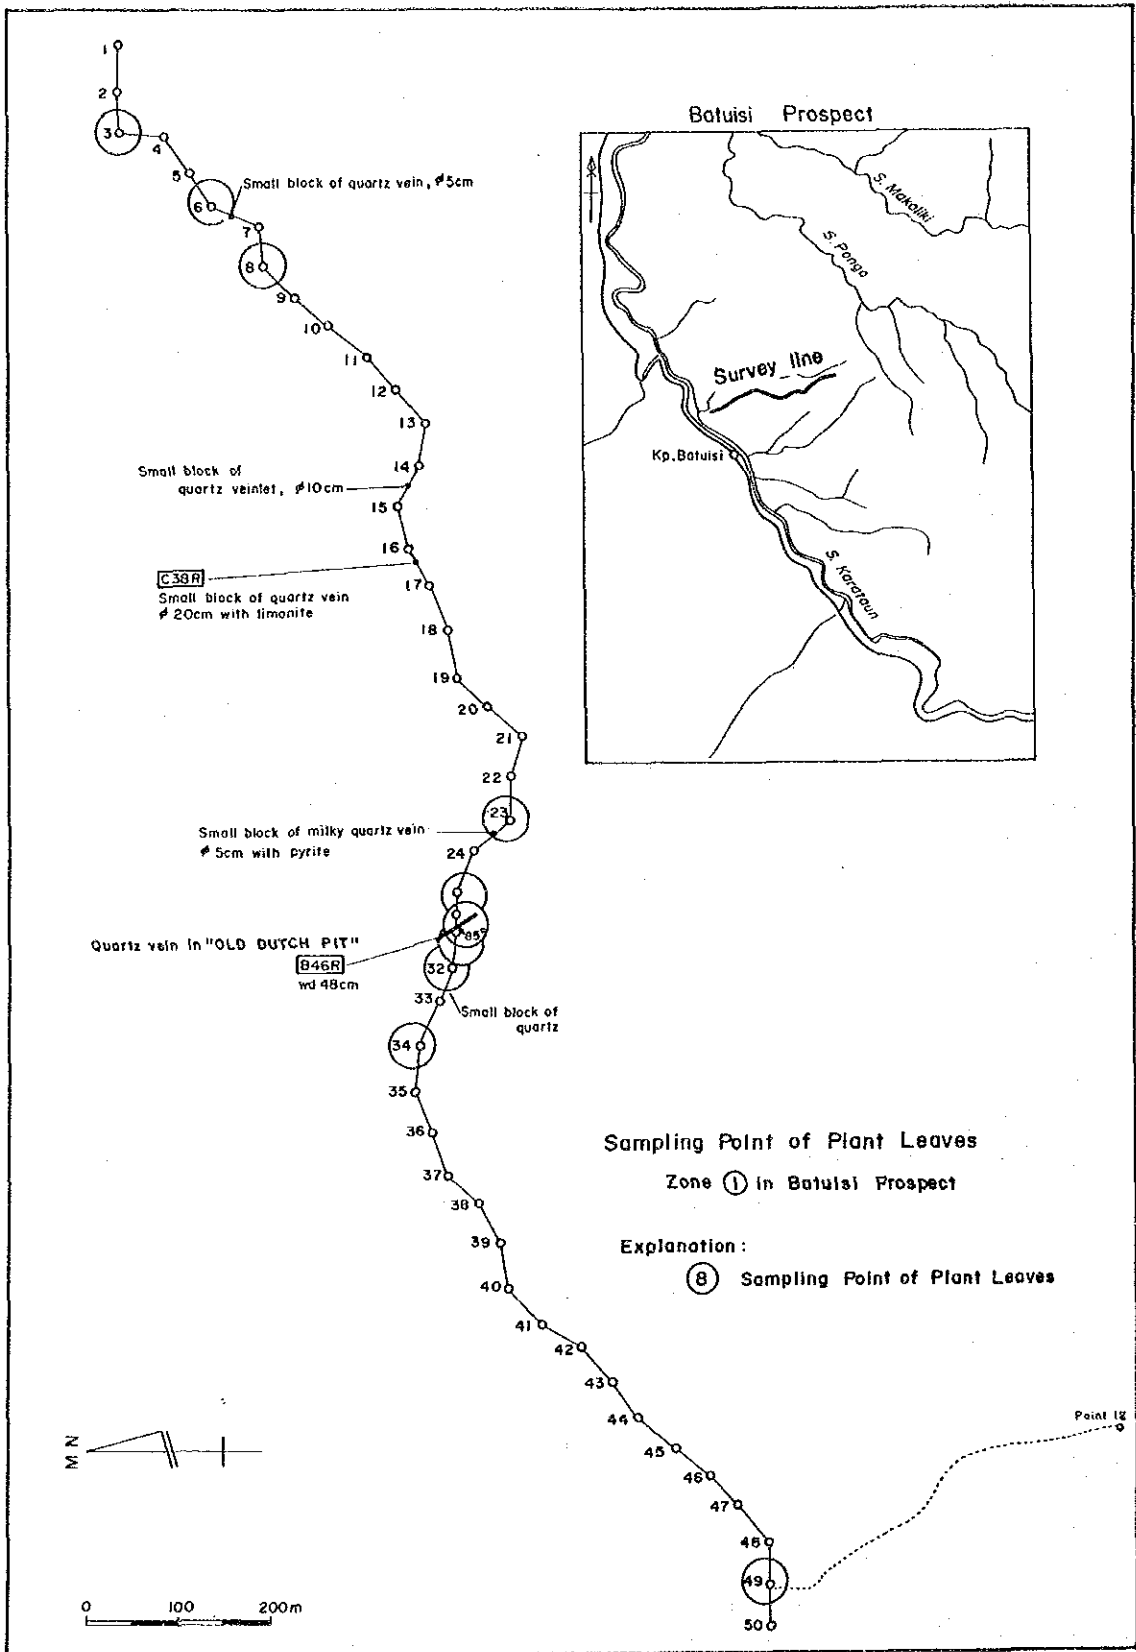 1
2
3
4
5
Small block of quartz vein, ø5cm
6
7
8
9
10
11
12
13
14
Small block of
quartz veinlet, ø10cm
15
16
C38R
Small block of quartz vein
ø 20cm with limonite
17
18
19
20
21
22
23
Small block of milky quartz vein
ø 5cm with pyrite
24
85°
Quartz vein in "OLD DUTCH PIT"
B46R
wd 48cm
32
33
Small block of
quartz
34
35
36
37
38
39
40
41
42
43
44
45
46
47
48
49
50
Batuisi Prospect
S. Makaliki
S. Pongo
Survey line
Kp. Batuisi
S. Karataun
Sampling Point of Plant Leaves
Zone 1 in Batuisi Prospect
Explanation :
8 Sampling Point of Plant Leaves
Point
MN
0 100 200m